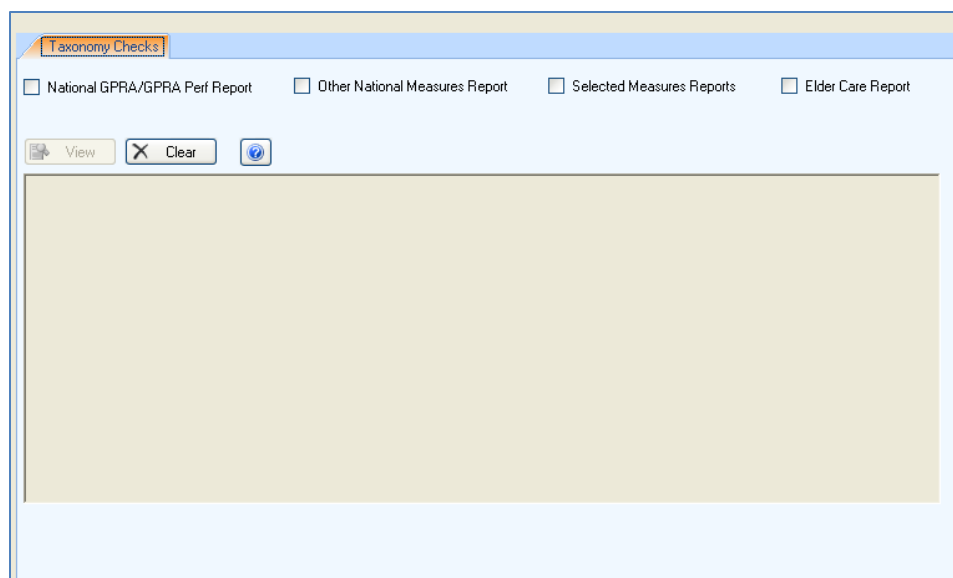 Taxonomy Checks
National GPRA/GPRA Perf Report Other National Measures Report Selected Measures Reports Elder Care Report
View Clear ?